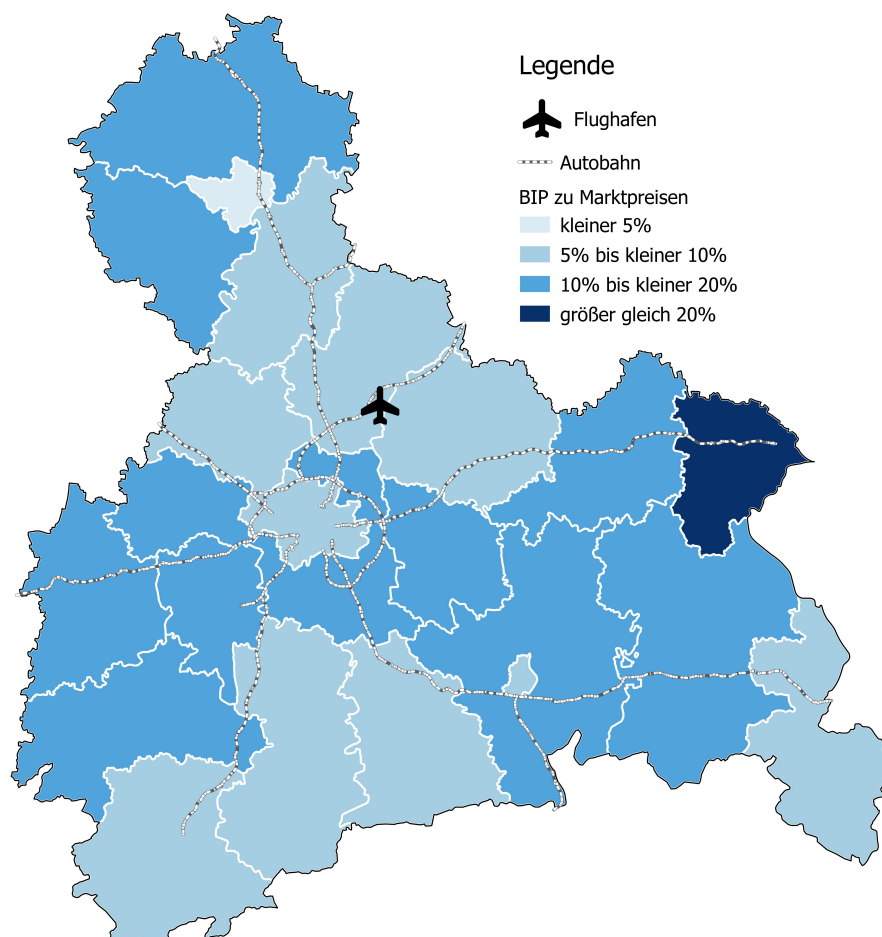 Legende
Flughafen
Autobahn
BIP zu Marktpreisen
kleiner 5%
5% bis kleiner 10%
10% bis kleiner 20%
größer gleich 20%